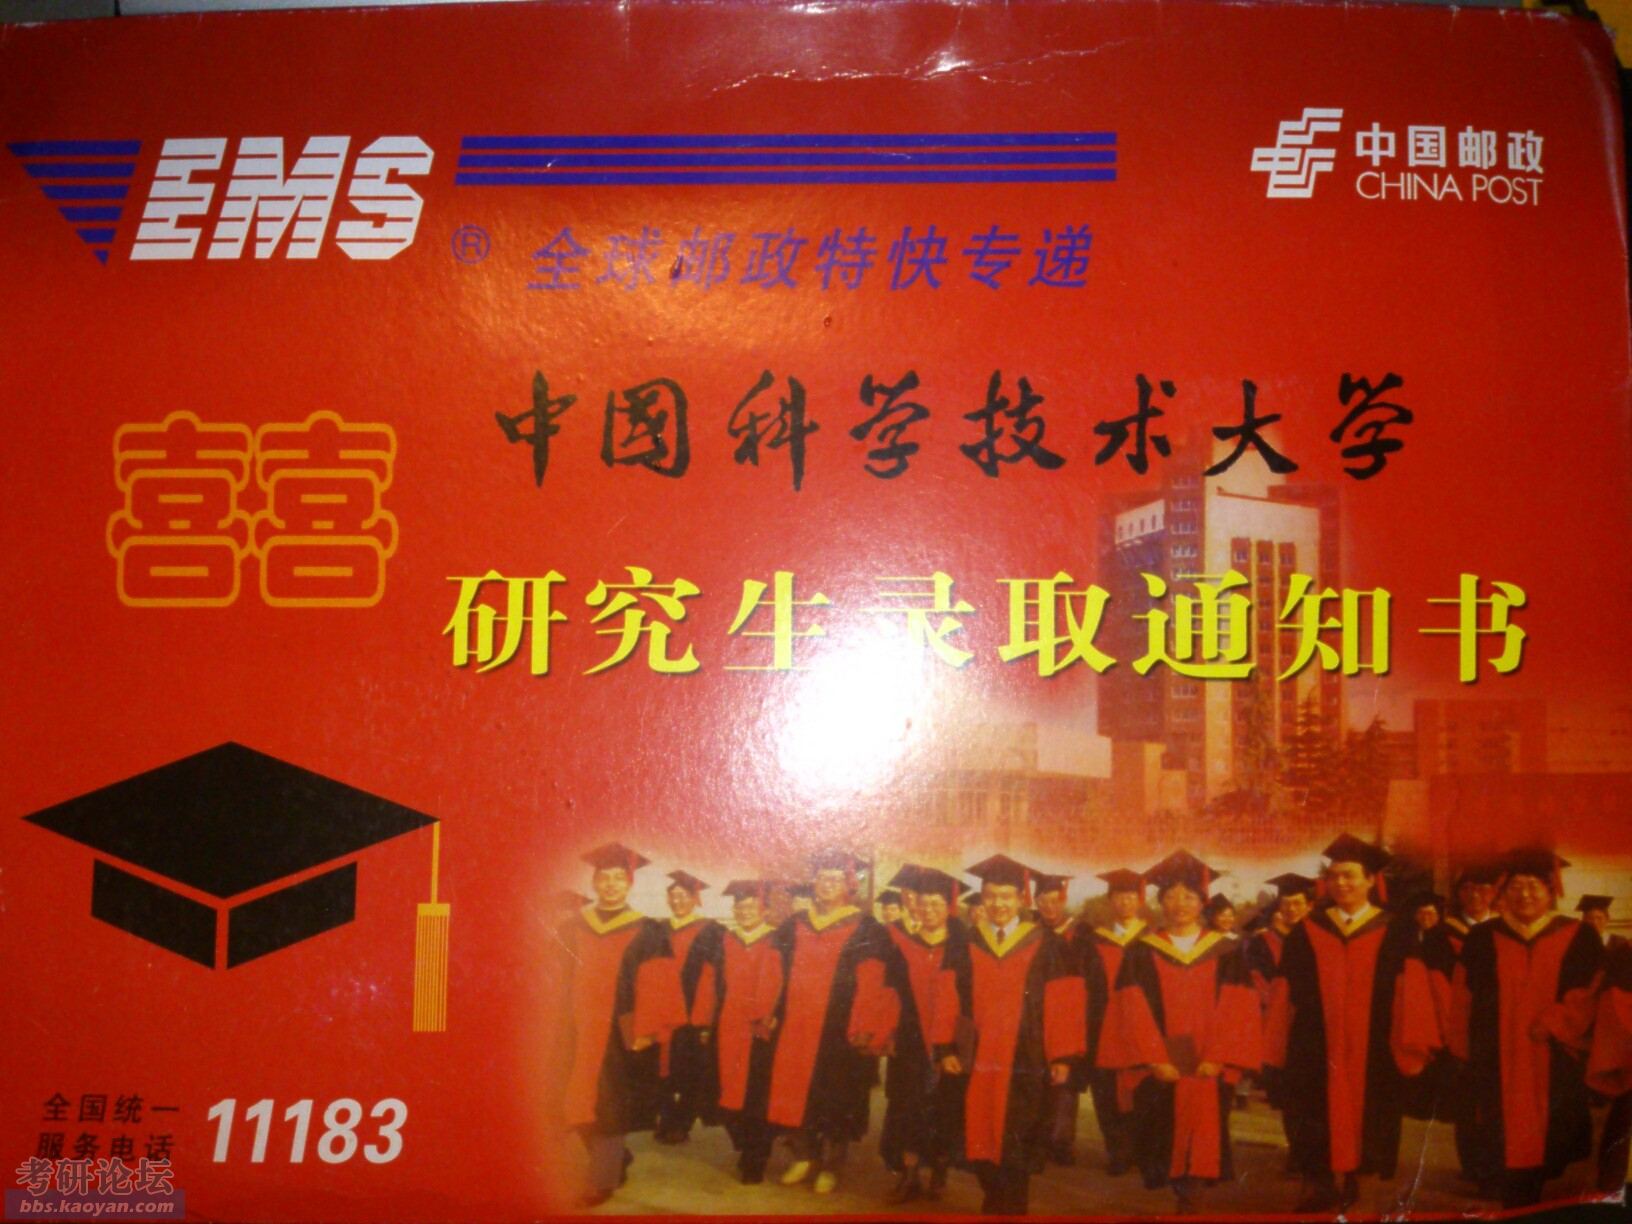 EMS
®
全球邮政特快专递
中国邮政
CHINA POST
中国科学技术大学
囍
研究生录取通知书
全国统一
服务电话
11183
考研论坛
bbs.kaoyan.com